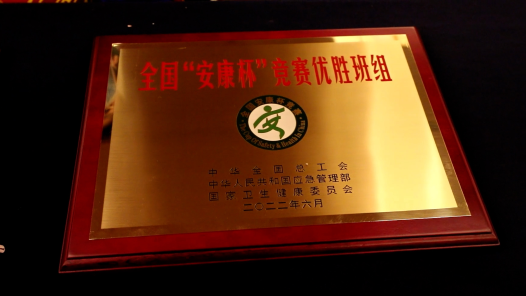 全国“安康杯”竞赛优胜班组
安
中华全国总工会
中华人民共和国应急管理部
国家卫生健康委员会
二〇二二年六月